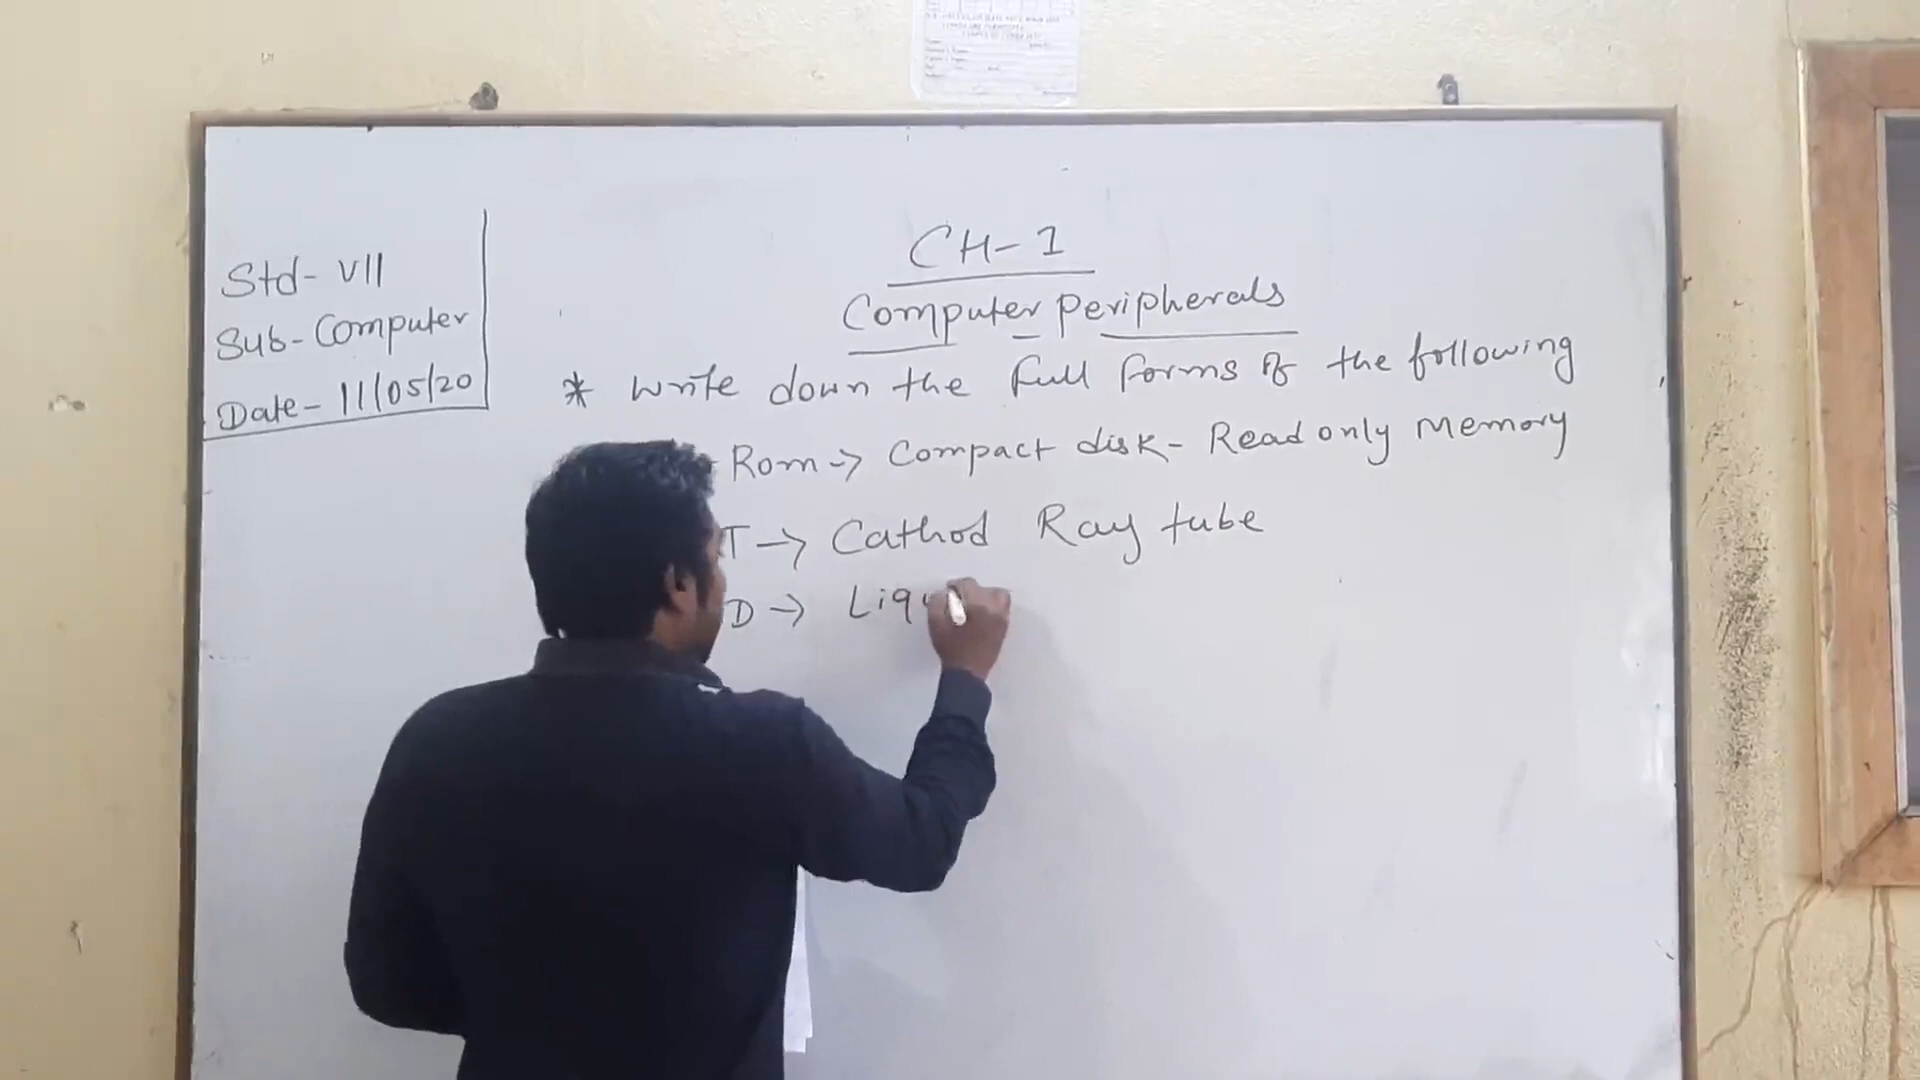 Std- VII
Sub- Computer
Date- 11/05/20
CH-1
Computer Peripherals
* Write down the full forms of the following
Rom -> Compact disk- Read only Memory
T -> Cathod Ray tube
D -> Liqu